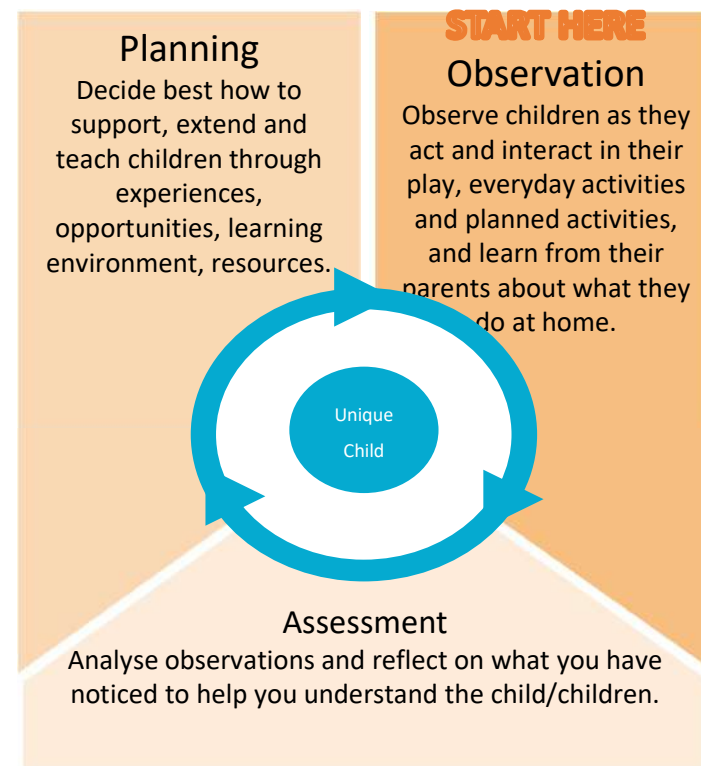 Planning
Decide best how to
support, extend and
teach children through
experiences,
opportunities, learning
environment, resources.
START HERE
Observation
Observe children as they
act and interact in their
play, everyday activities
and planned activities,
and learn from their
parents about what they
do at home.
Unique
Child
Assessment
Analyse observations and reflect on what you have
noticed to help you understand the child/children.